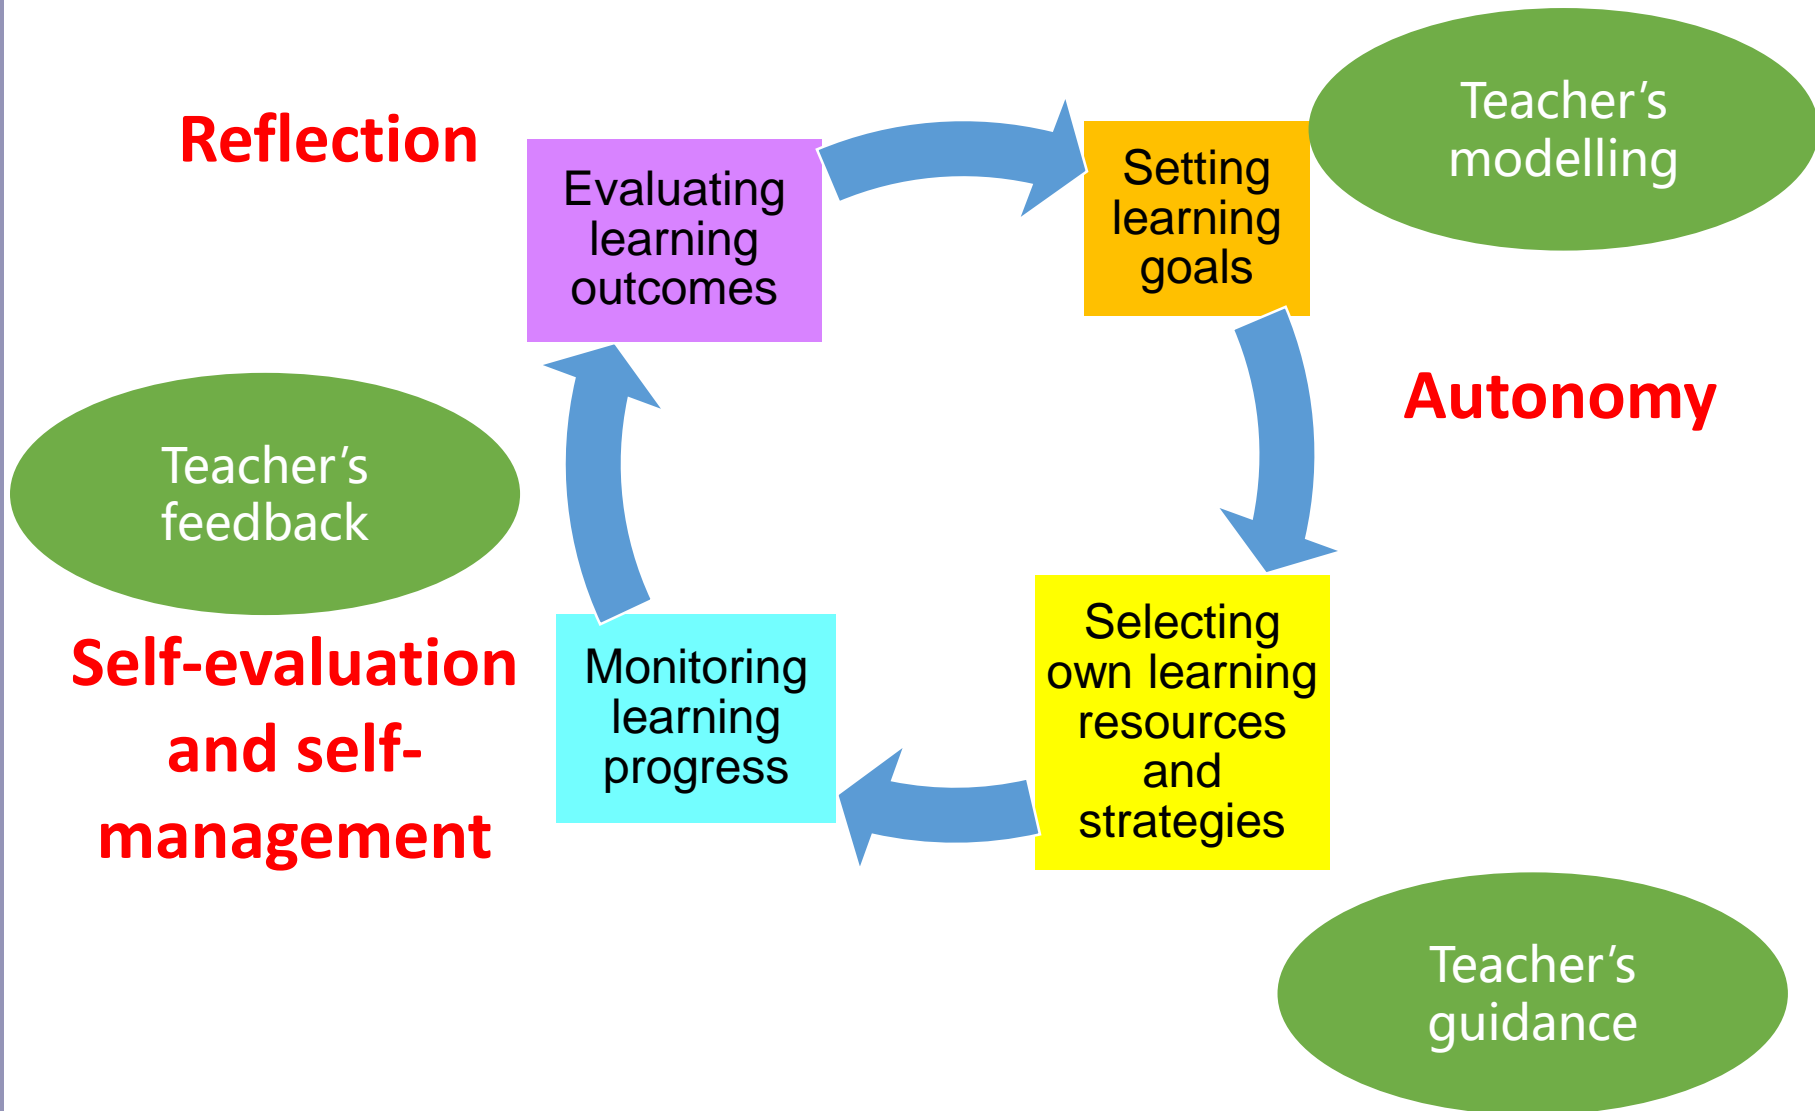 Reflection
Evaluating
learning
outcomes
Setting
learning
goals
Teacher’s
modelling
Autonomy
Teacher’s
feedback
Self-evaluation
and self-
management
Monitoring
learning
progress
Selecting
own learning
resources
and
strategies
Teacher’s
guidance